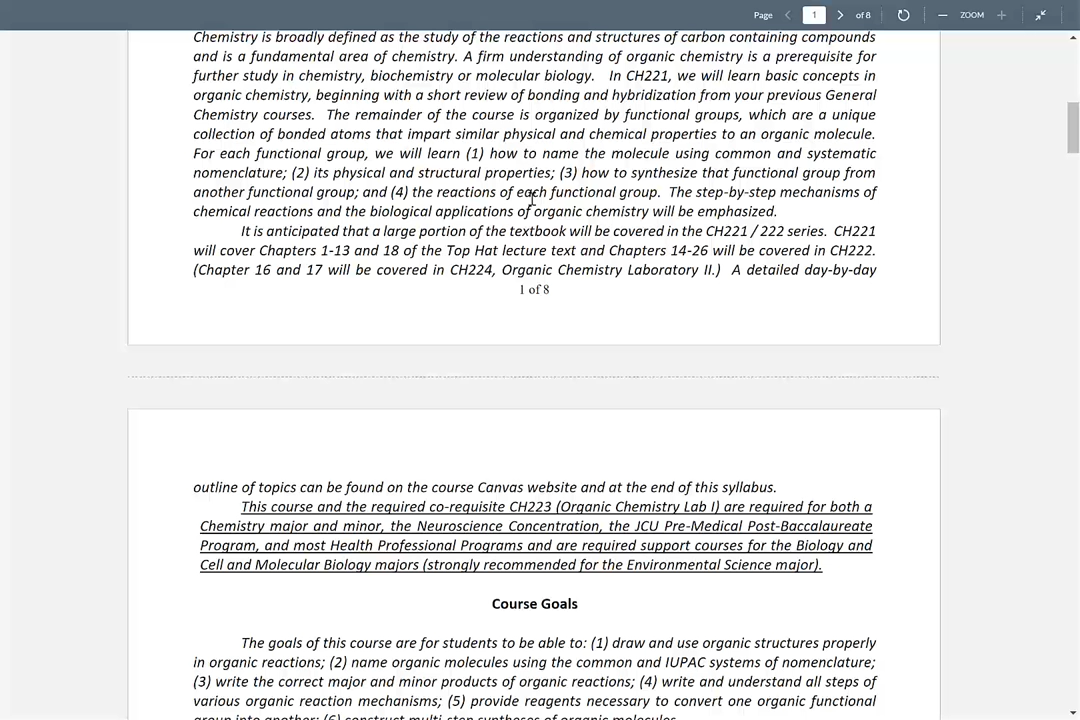 Page 1 of 8 ZOOM
Chemistry is broadly defined as the study of the reactions and structures of carbon containing compounds
and is a fundamental area of chemistry. A firm understanding of organic chemistry is a prerequisite for
further study in chemistry, biochemistry or molecular biology. In CH221, we will learn basic concepts in
organic chemistry, beginning with a short review of bonding and hybridization from your previous General
Chemistry courses. The remainder of the course is organized by functional groups, which are a unique
collection of bonded atoms that impart similar physical and chemical properties to an organic molecule.
For each functional group, we will learn (1) how to name the molecule using common and systematic
nomenclature; (2) its physical and structural properties; (3) how to synthesize that functional group from
another functional group; and (4) the reactions of each functional group. The step-by-step mechanisms of
chemical reactions and the biological applications of organic chemistry will be emphasized.
It is anticipated that a large portion of the textbook will be covered in the CH221 / 222 series. CH221
will cover Chapters 1-13 and 18 of the Top Hat lecture text and Chapters 14-26 will be covered in CH222.
(Chapter 16 and 17 will be covered in CH224, Organic Chemistry Laboratory II.) A detailed day-by-day
1 of 8
outline of topics can be found on the course Canvas website and at the end of this syllabus.
This course and the required co-requisite CH223 (Organic Chemistry Lab I) are required for both a
Chemistry major and minor, the Neuroscience Concentration, the JCU Pre-Medical Post-Baccalaureate
Program, and most Health Professional Programs and are required support courses for the Biology and
Cell and Molecular Biology majors (strongly recommended for the Environmental Science major).
Course Goals
The goals of this course are for students to be able to: (1) draw and use organic structures properly
in organic reactions; (2) name organic molecules using the common and IUPAC systems of nomenclature;
(3) write the correct major and minor products of organic reactions; (4) write and understand all steps of
various organic reaction mechanisms; (5) provide reagents necessary to convert one organic functional
group into another; (6) construct multi-step syntheses of organic molecules.